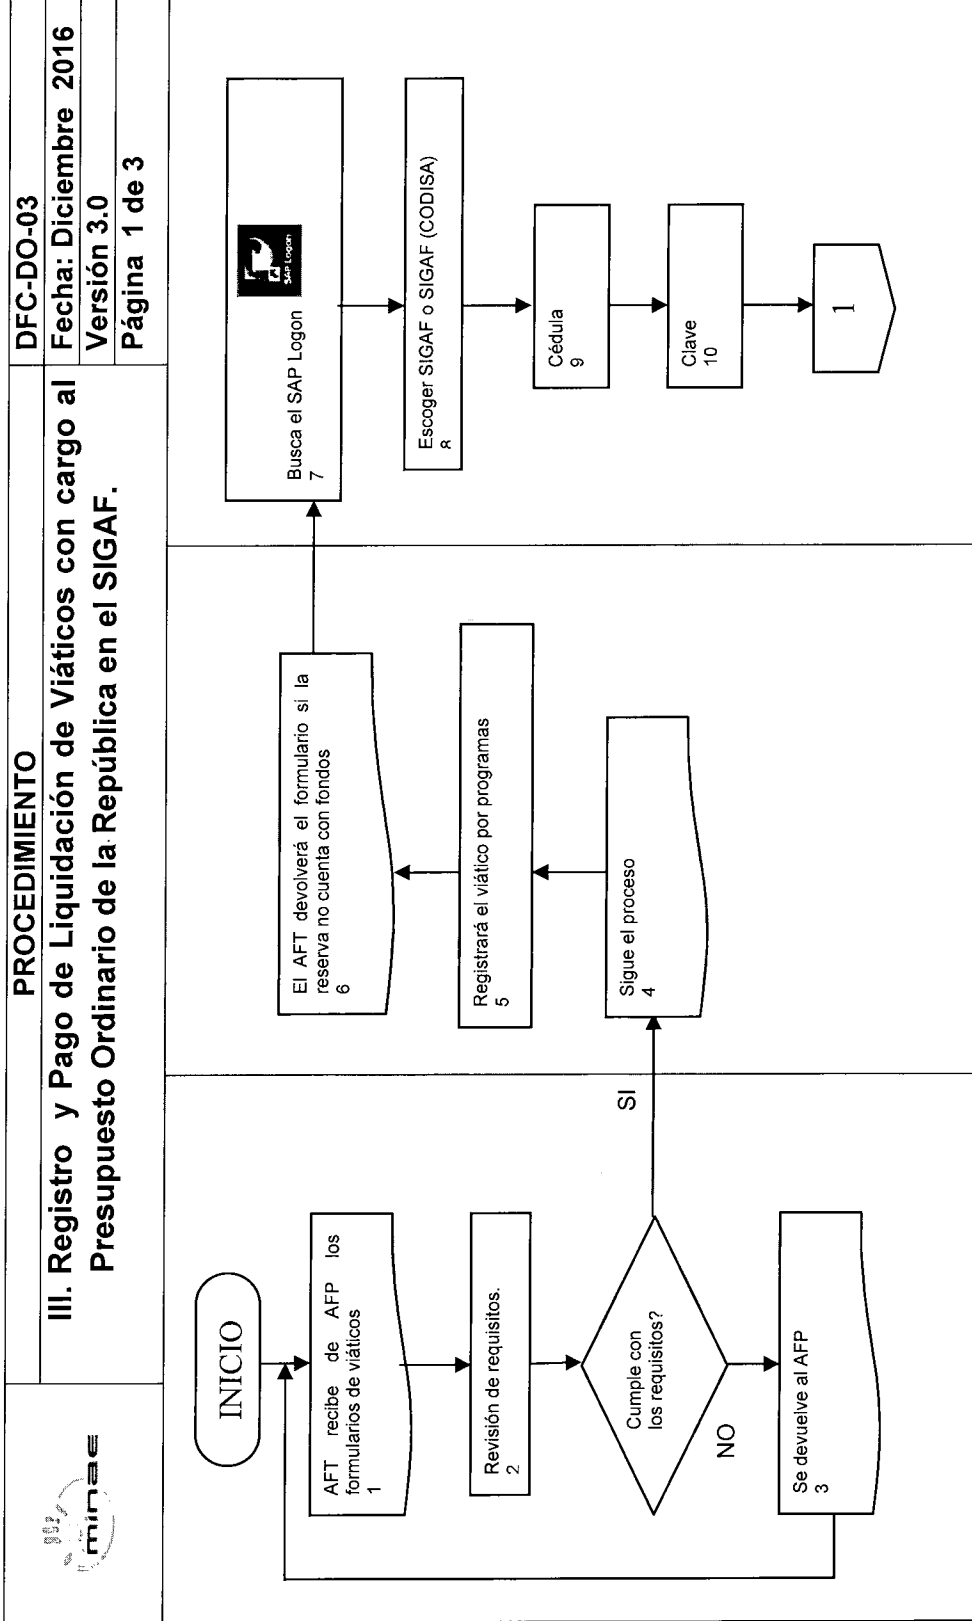 minae
PROCEDIMIENTO
III. Registro y Pago de Liquidación de Viáticos con cargo al
Presupuesto Ordinario de la República en el SIGAF.
DFC-DO-03
Fecha: Diciembre 2016
Versión 3.0
Página 1 de 3
INICIO
AFT recibe de AFP los
formularios de viáticos
1
Revisión de requisitos.
2
Cumple con
los requisitos?
NO
SI
Se devuelve al AFP
3
Sigue el proceso
4
Registrará el viático por programas
5
El AFT devolverá el formulario si la
reserva no cuenta con fondos
6
Busca el SAP Logon
7
SAP Logon
Escoger SIGAF o SIGAF (CODISA)
8
Cédula
9
Clave
10
1